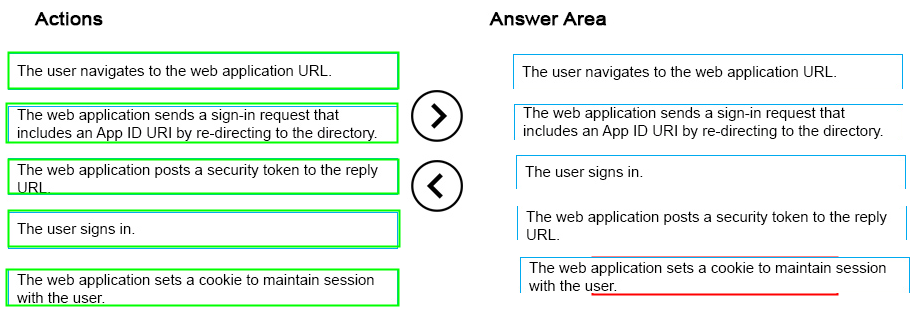 Actions
Answer Area
The user navigates to the web application URL.
The web application sends a sign-in request that
includes an App ID URI by re-directing to the directory.
The web application posts a security token to the reply
URL.
The user signs in.
The web application sets a cookie to maintain session
with the user.
The user navigates to the web application URL.
The web application sends a sign-in request that
includes an App ID URI by re-directing to the directory.
The user signs in.
The web application posts a security token to the reply
URL.
The web application sets a cookie to maintain session
with the user.